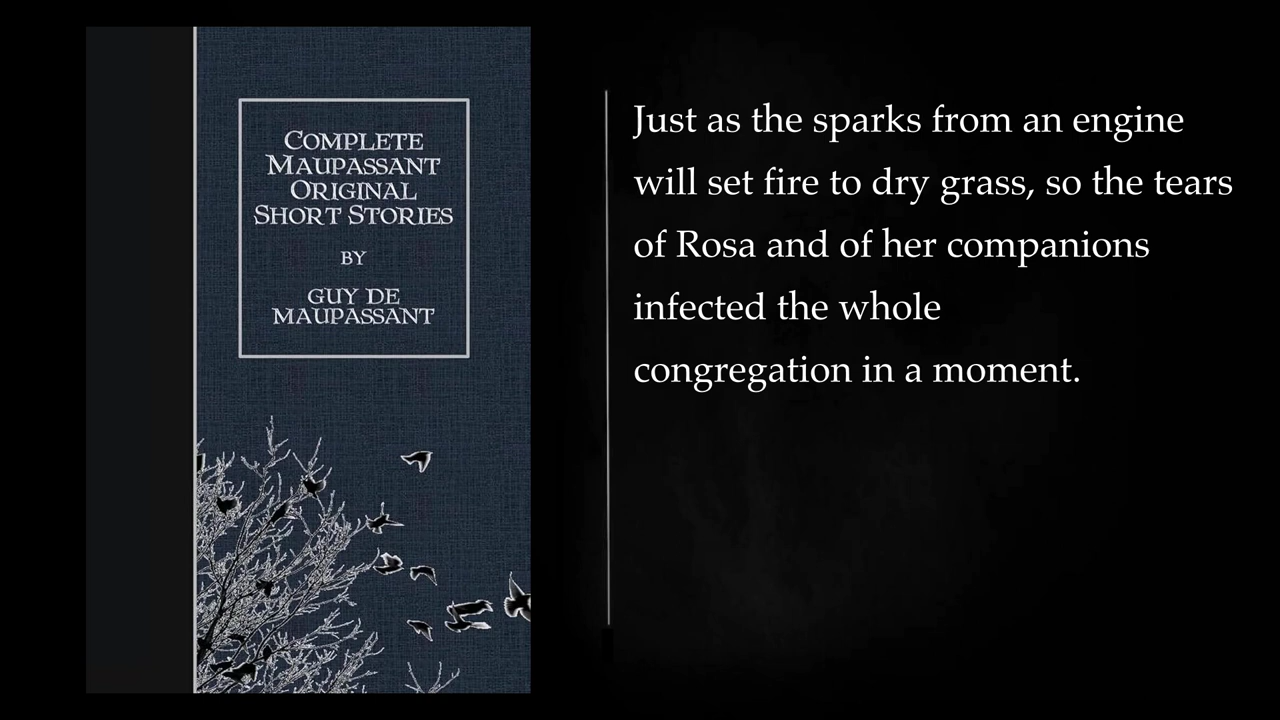 COMPLETE
MAUPASSANT
ORIGINAL
SHORT STORIES
BY
GUY DE
MAUPASSANT
Just as the sparks from an engine
will set fire to dry grass, so the tears
of Rosa and of her companions
infected the whole
congregation in a moment.